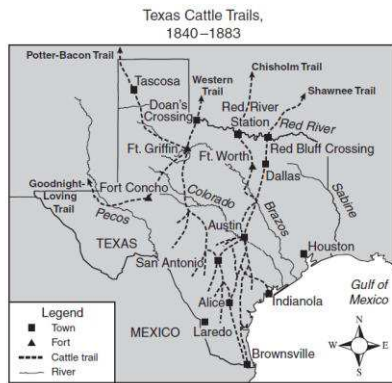 Texas Cattle Trails,
1840–1883
Potter-Bacon Trail
Chisholm Trail
Western
Trail
Tascosa
Shawnee Trail
Doan's
Crossing
Red River
Station
Red River
Ft. Griffin
Ft. Worth
Red Bluff Crossing
Dallas
Goodnight-
Loving
Trail
Fort Concho
Colorado
Pecos
Brazos
Sabine
Austin
TEXAS
Houston
San Antonio
Gulf of
Mexico
Indianola
Alice
Laredo
MEXICO
Brownsville
Legend
Town
Fort
Cattle trail
River
N
W
E
S